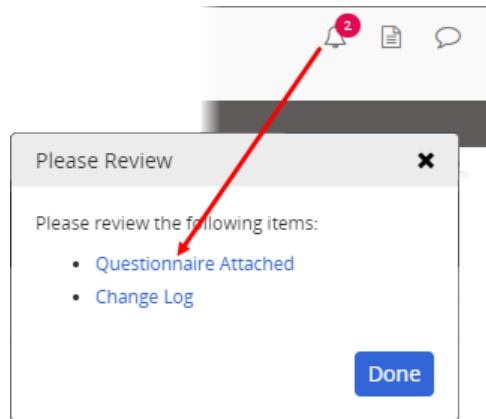 2
Please Review
Please review the following items:
Questionnaire Attached
Change Log
Done